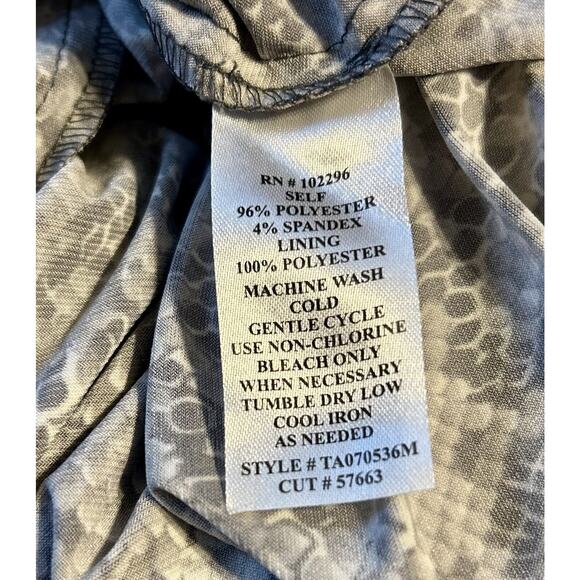 RN # 102296
SELF
96% POLYESTER
4% SPANDEX
LINING
100% POLYESTER
MACHINE WASH
COLD
GENTLE CYCLE
USE NON-CHLORINE
BLEACH ONLY
WHEN NECESSARY
TUMBLE DRY LOW
COOL IRON
AS NEEDED
STYLE # TA070536M
CUT # 57663